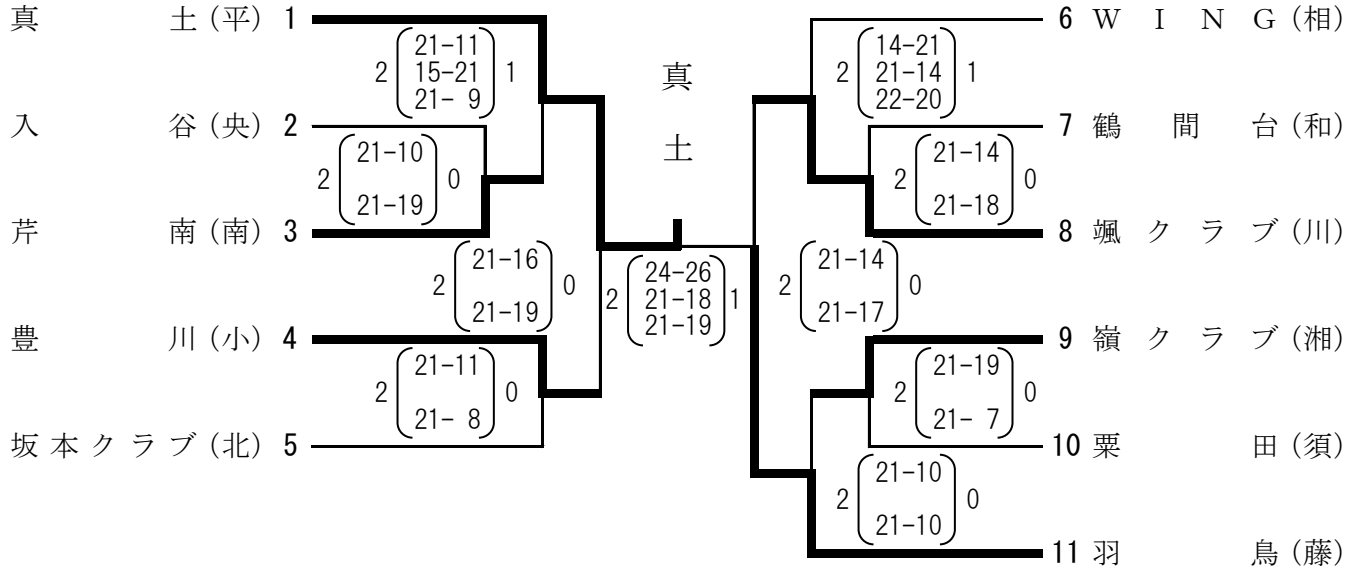 真土(平) 1
2 21-11 15-21 21- 9 1
入谷(央) 2
2 21-10 21-19 0
芹南(南) 3
2 21-16 21-19 0
豊川(小) 4
2 21-11 21- 8 0
坂本クラブ(北) 5
真土
2 24-26 21-18 21-19 1
6 WING(相)
2 14-21 21-14 22-20 1
7 鶴間台(和)
2 21-14 21-18 0
8 颯クラブ(川)
2 21-14 21-17 0
9 嶺クラブ(湘)
2 21-19 21- 7 0
10 粟田(須)
2 21-10 21-10 0
11 羽鳥(藤)